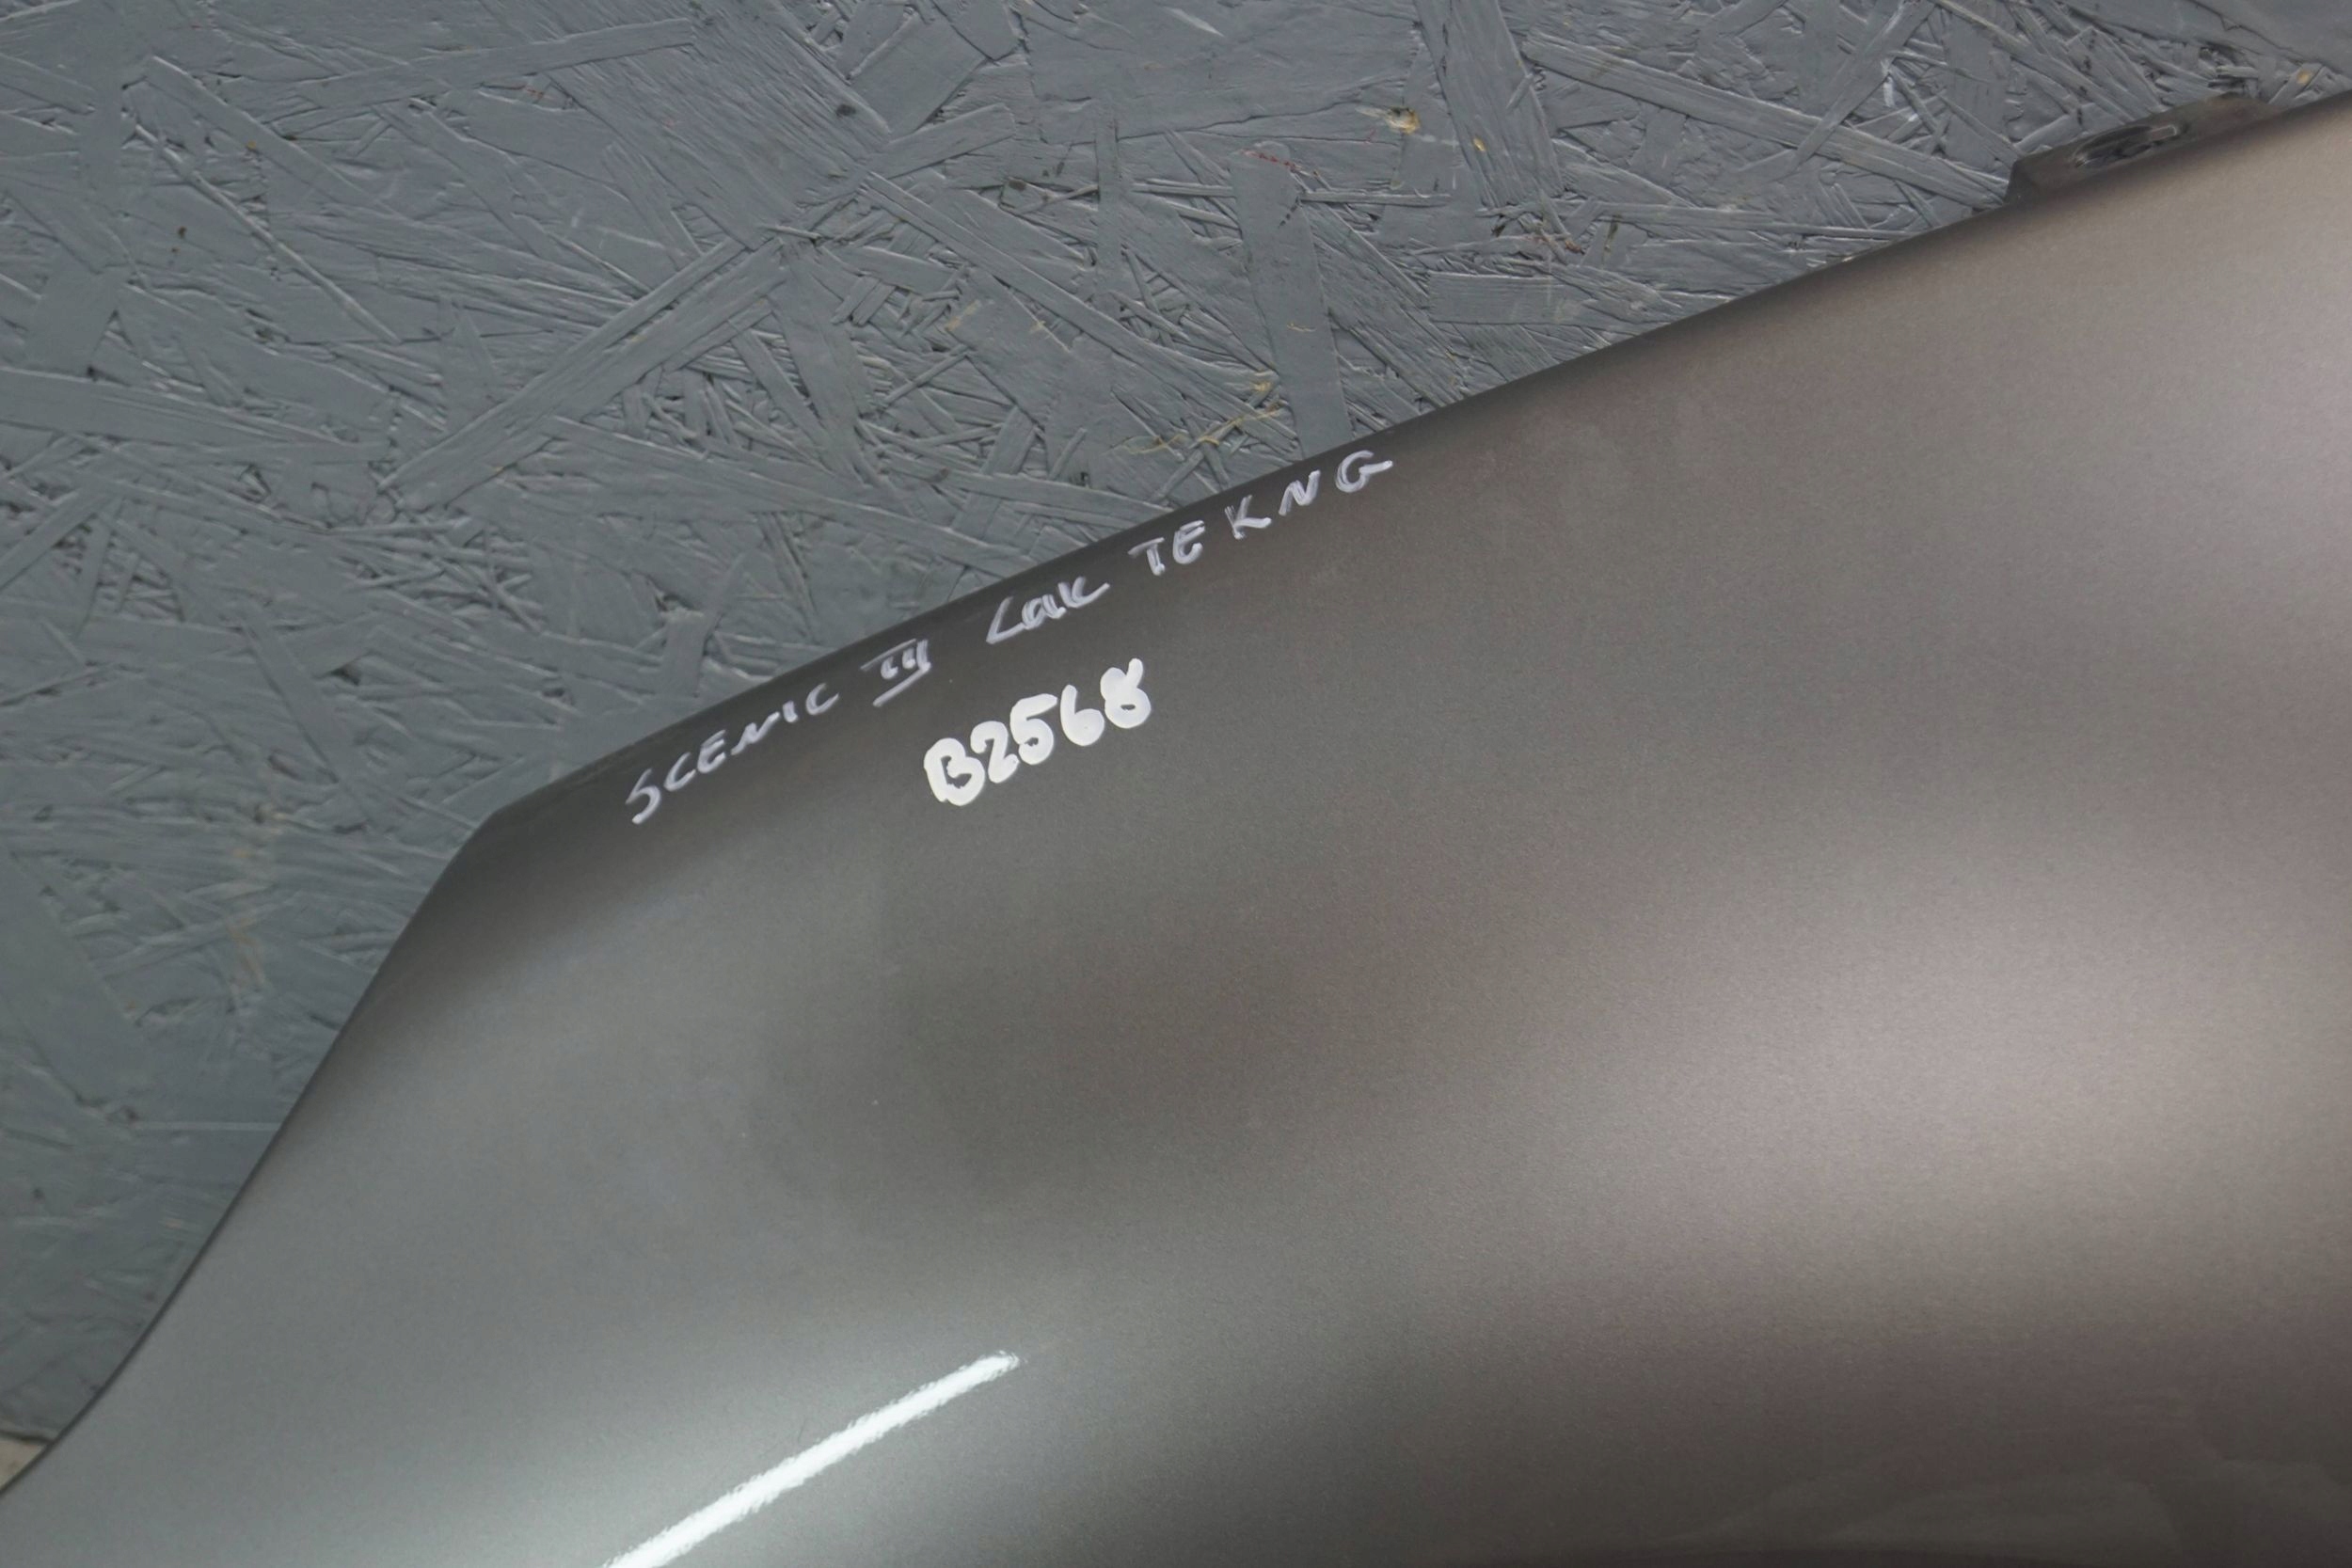 SCENIC III Lak TEKNG
B2568